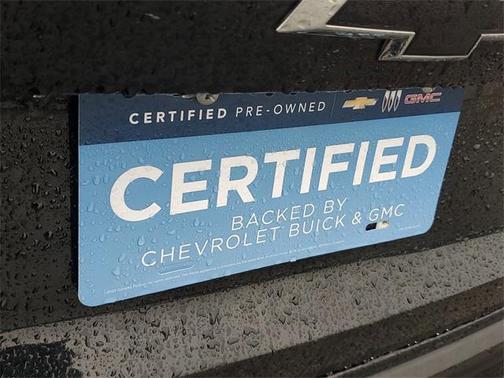 CERTIFIED PRE-OWNED GMC
CERTIFIED
BACKED BY
CHEVROLET BUICK & GMC